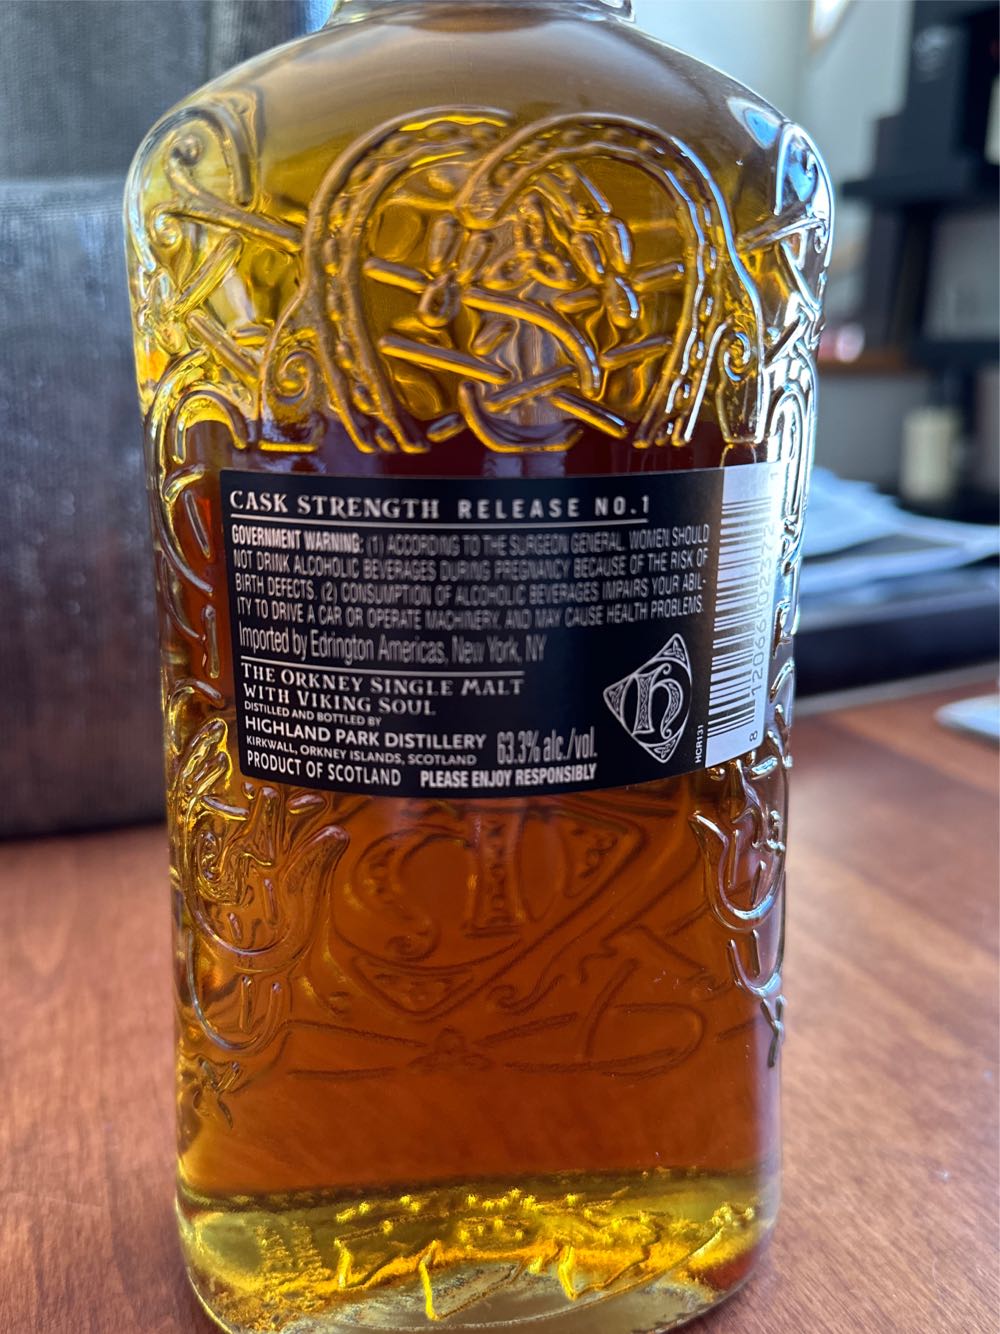 CASK STRENGTH RELEASE NO.1
GOVERNMENT WARNING: (1) ACCORDING TO THE SURGEON GENERAL, WOMEN SHOULD
NOT DRINK ALCOHOLIC BEVERAGES DURING PREGNANCY BECAUSE OF THE RISK OF
BIRTH DEFECTS. (2) CONSUMPTION OF ALCOHOLIC BEVERAGES IMPAIRS YOUR ABIL-
ITY TO DRIVE A CAR OR OPERATE MACHINERY, AND MAY CAUSE HEALTH PROBLEMS.
Imported by Edrington Americas, New York, NY
THE ORKNEY SINGLE MALT
WITH VIKING SOUL
DISTILLED AND BOTTLED BY
HIGHLAND PARK DISTILLERY
KIRKWALL, ORKNEY ISLANDS, SCOTLAND
63.3% alc./vol.
PRODUCT OF SCOTLAND PLEASE ENJOY RESPONSIBLY
H
HCR131
8 12066 02372 1